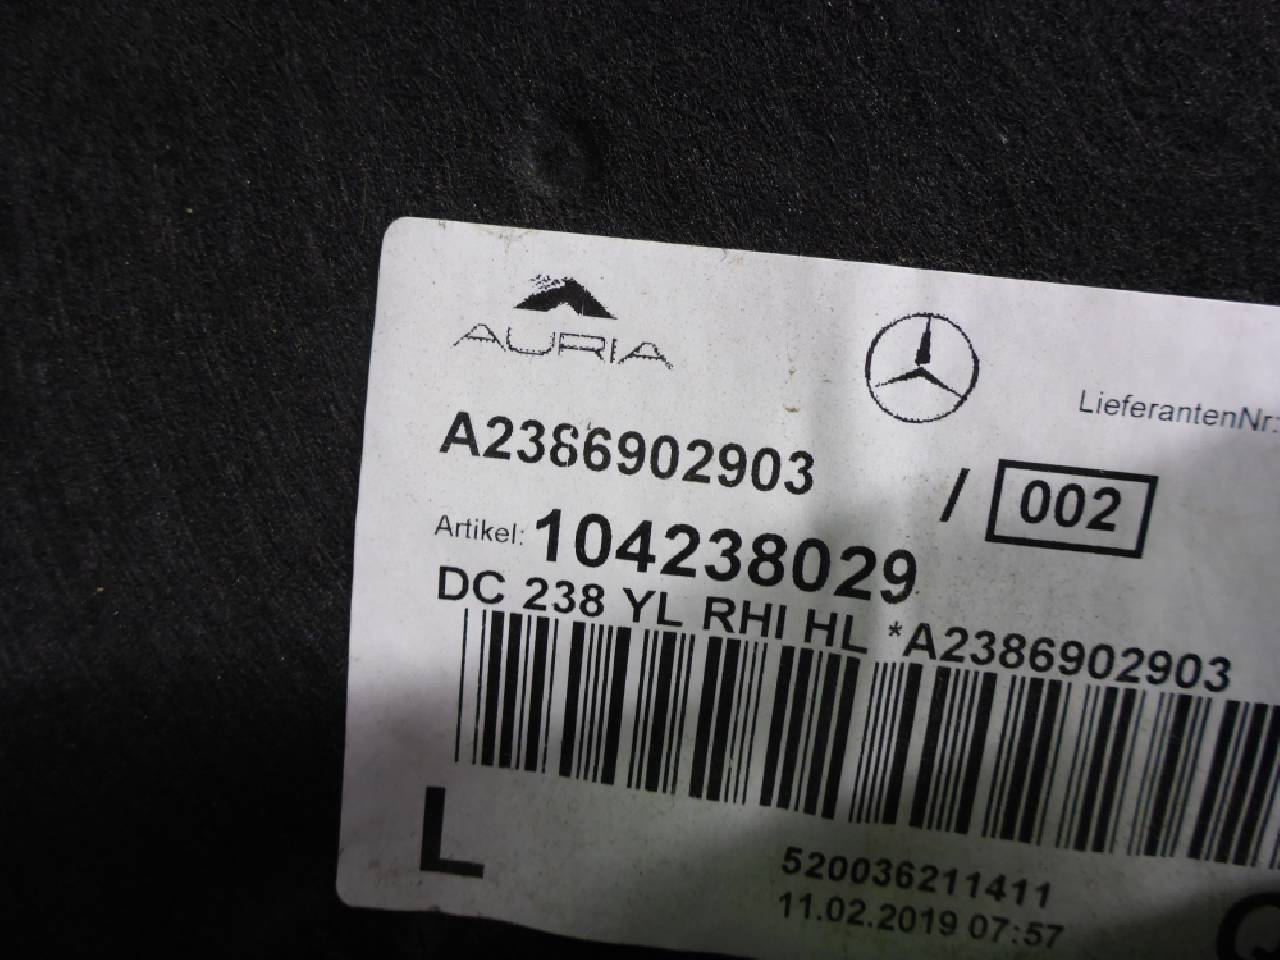 AURIA
LieferantenNr:
A2386902903 / 002
Artikel: 104238029
DC 238 YL RHI HL *A2386902903
L
520036211411
11.02.2019 07:57